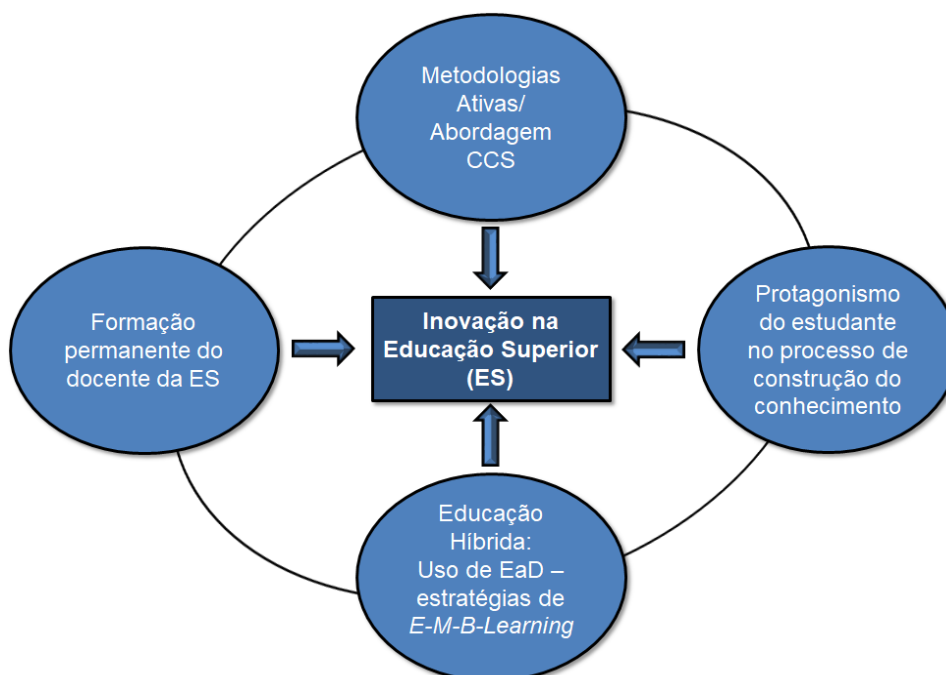 Metodologias
Ativas/
Abordagem
CCS
Formação
permanente do
docente da ES
Inovação na
Educação Superior
(ES)
Protagonismo
do estudante
no processo de
construção do
conhecimento
Educação
Híbrida:
Uso de EaD –
estratégias de
E-M-B-Learning